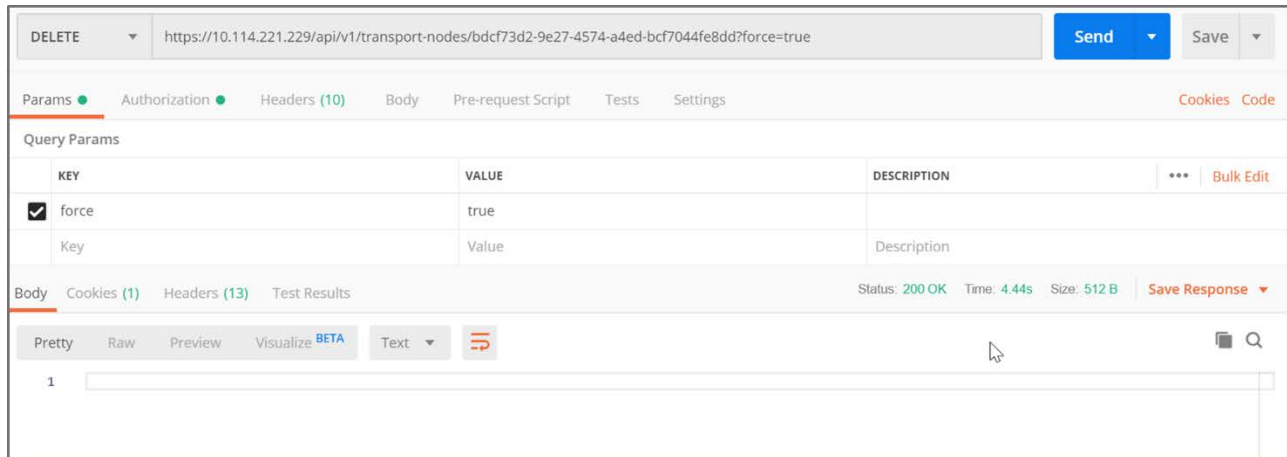 DELETE https://10.114.221.229/api/v1/transport-nodes/bdcf73d2-9e27-4574-a4ed-bcf7044fe8dd?force=true Send Save
Params Authorization Headers (10) Body Pre-request Script Tests Settings Cookies Code
Query Params
KEY VALUE DESCRIPTION ••• Bulk Edit
force true
Key Value Description
Body Cookies (1) Headers (13) Test Results Status: 200 OK Time: 4.44s Size: 512 B Save Response
Pretty Raw Preview Visualize BETA Text
1